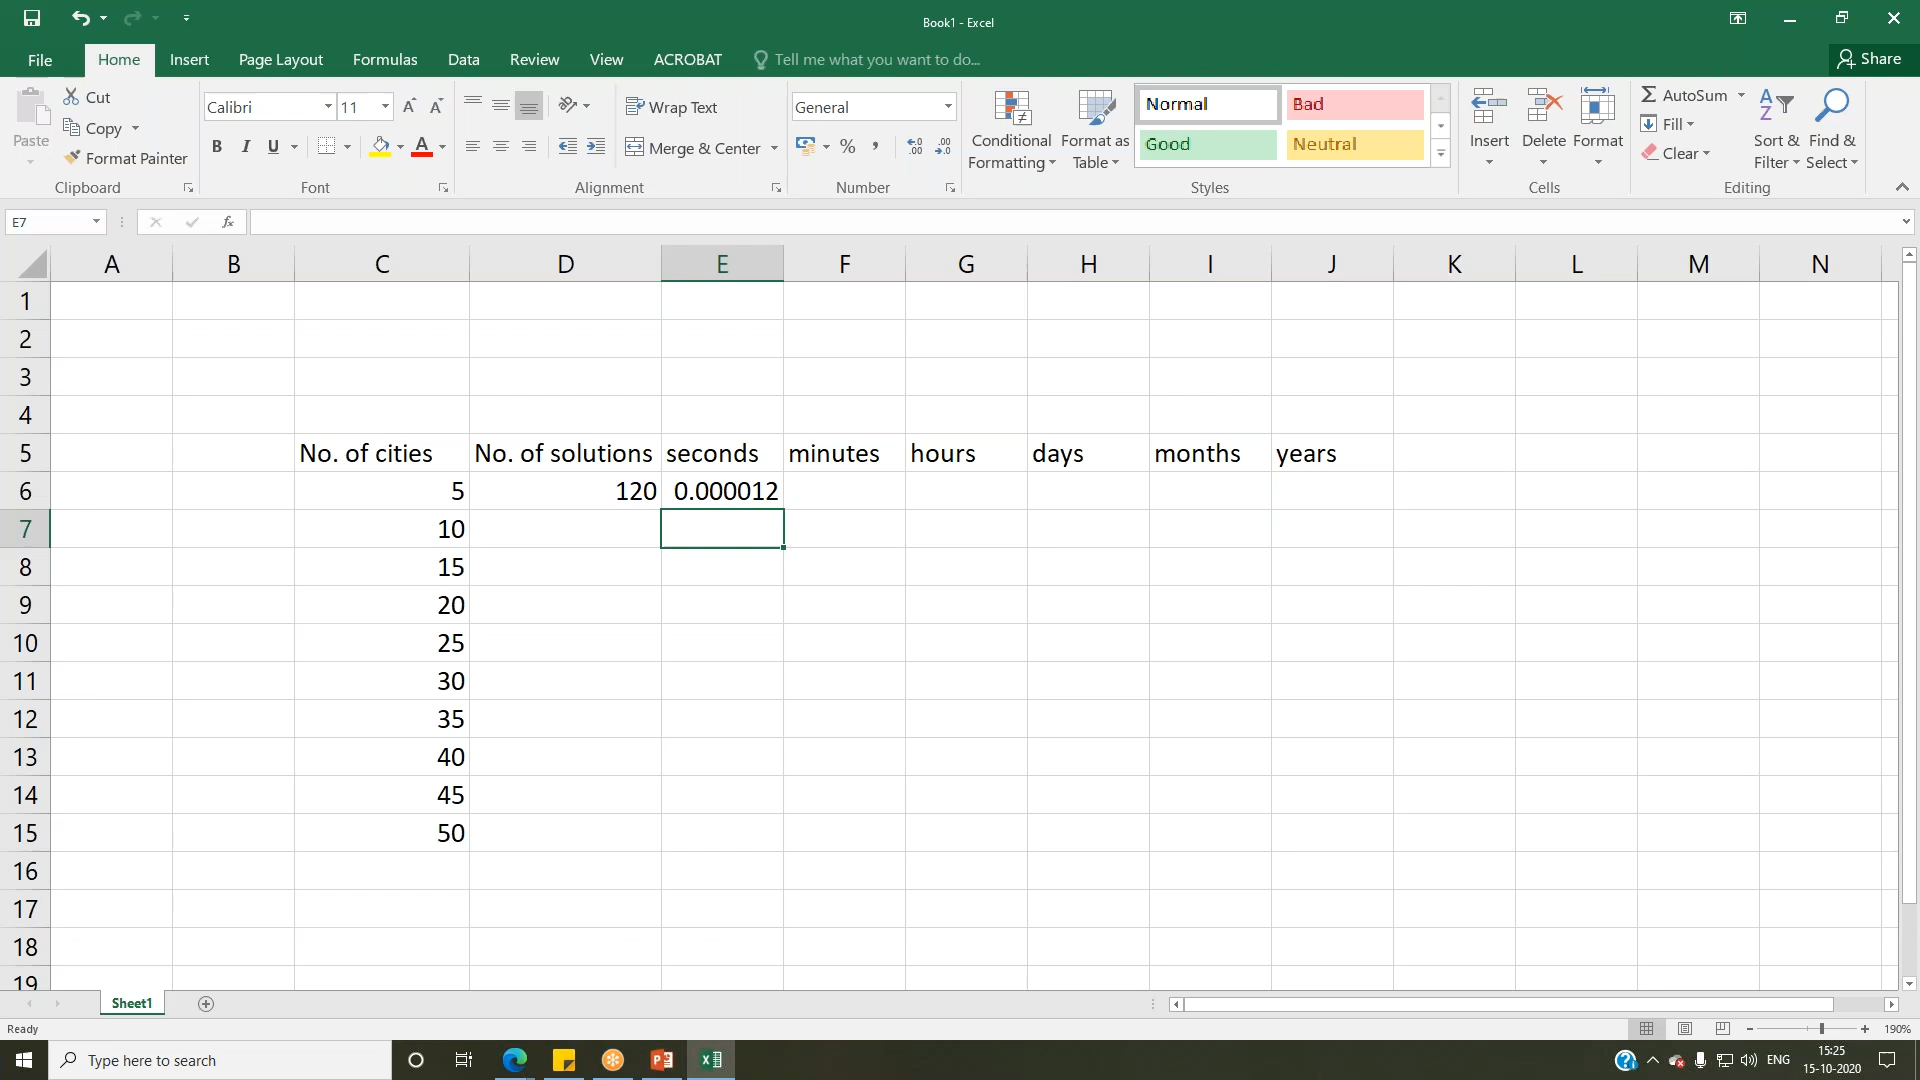 Book1 - Excel
File Home Insert Page Layout Formulas Data Review View ACROBAT Tell me what you want to do... Share
Paste
Cut
Copy
Format Painter
Clipboard
Calibri 11
B I U
Font
Wrap Text
Merge & Center
Alignment
General
Number
Conditional Formatting
Format as Table
Normal Bad
Good Neutral
Styles
Insert Delete Format
Cells
AutoSum
Fill
Clear
Sort & Filter
Find & Select
Editing
E7 fx
A B C D E F G H I J K L M N
1
2
3
4
5 No. of cities No. of solutions seconds minutes hours days months years
6 5 120 0.000012
7 10
8 15
9 20
10 25
11 30
12 35
13 40
14 45
15 50
16
17
18
19
Sheet1
Ready 190%
Type here to search ENG 15:25
15-10-2020